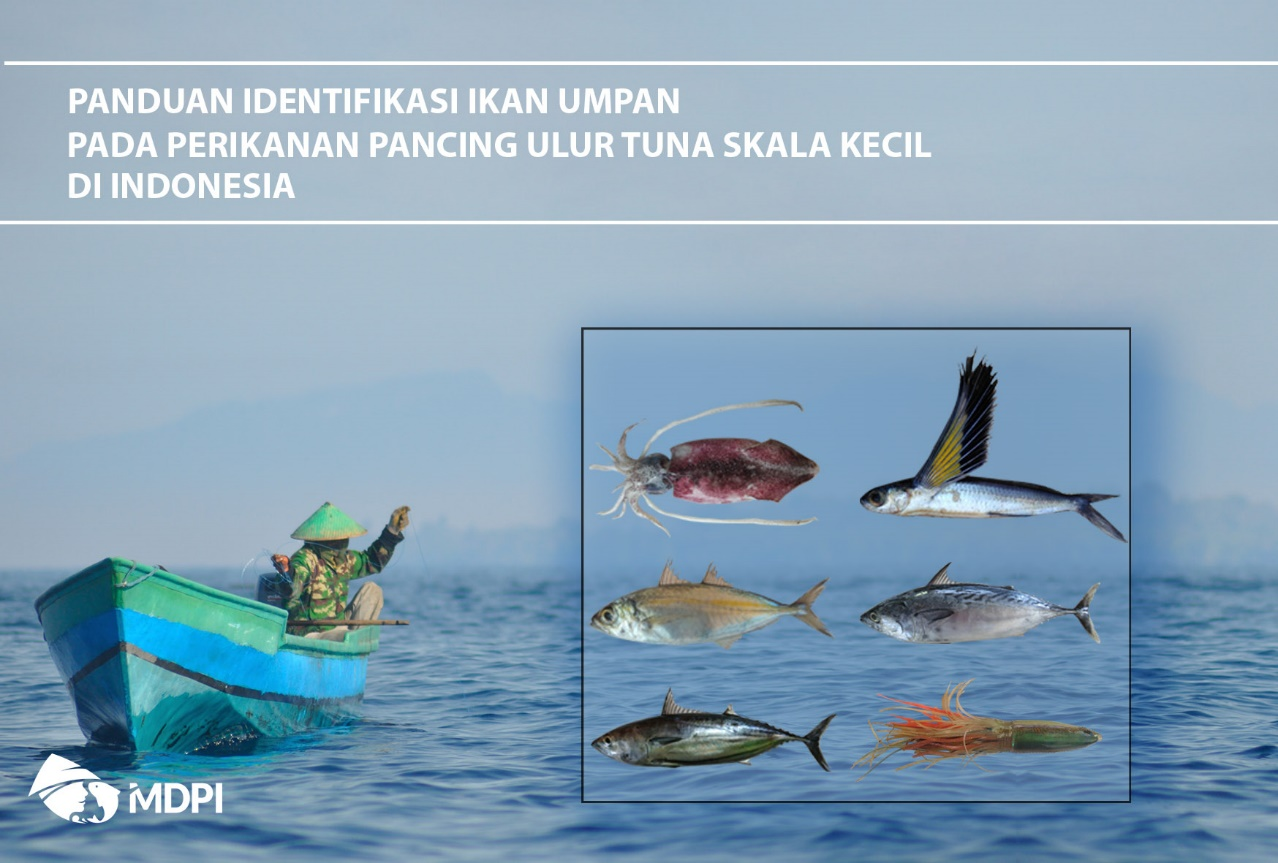 PANDUAN IDENTIFIKASI IKAN UMPAN
PADA PERIKANAN PANCING ULUR TUNA SKALA KECIL
DI INDONESIA
MDPI